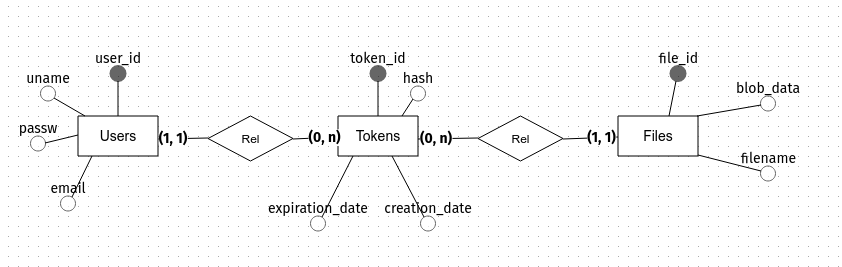 user_id
token_id
file_id
uname
hash
blob_data
passw
Users
(1, 1)
Rel
(0, n)
Tokens
(0, n)
Rel
(1, 1)
Files
filename
email
expiration_date
creation_date